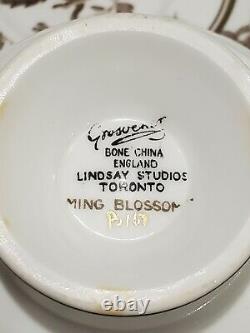 Grosvenor
BONE CHINA
ENGLAND
LINDSAY STUDIOS
TORONTO
MING BLOSSOM